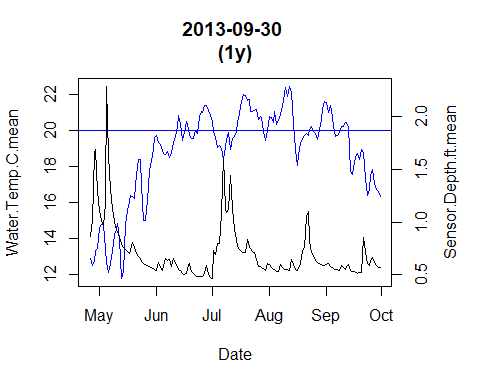 2013-09-30
(1y)
Water.Temp.C.mean
22
20
18
16
14
12
2.0
1.5
1.0
0.5
Sensor.Depth.ft.mean
May Jun Jul Aug Sep Oct
Date